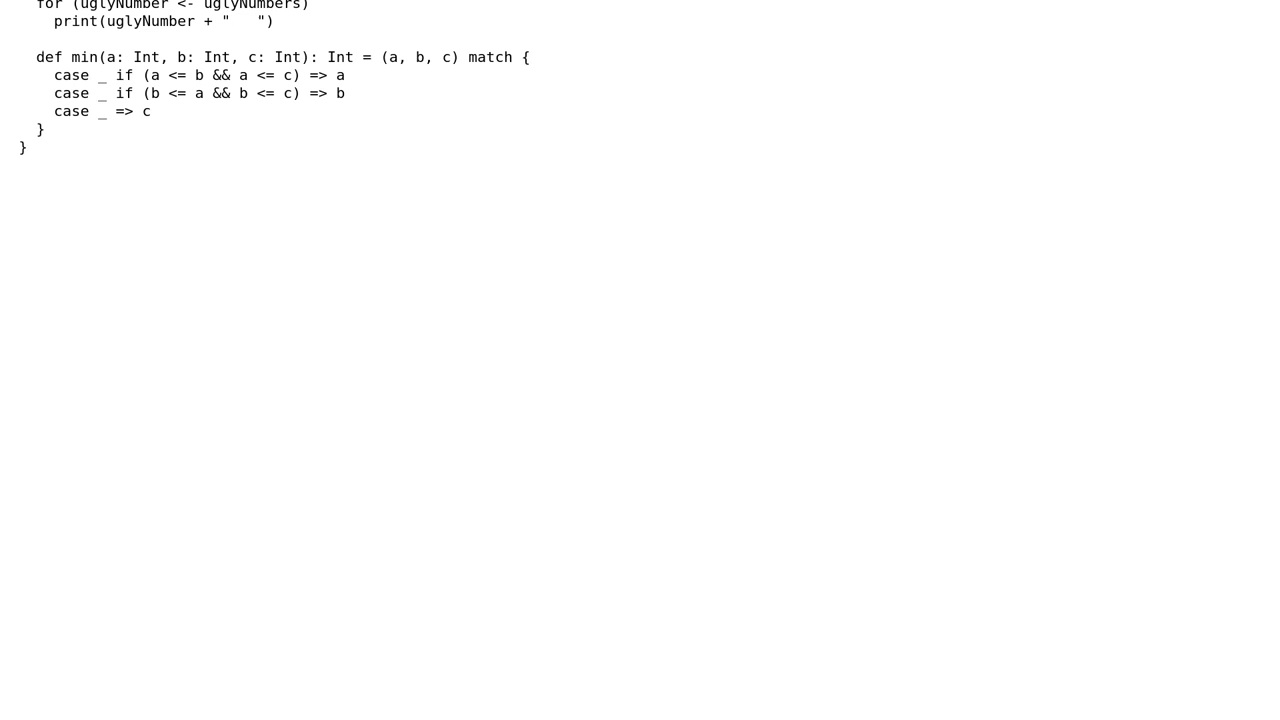 for (uglyNumber <- uglyNumbers)
    print(uglyNumber + "   ")

  def min(a: Int, b: Int, c: Int): Int = (a, b, c) match {
    case _ if (a <= b && a <= c) => a
    case _ if (b <= a && b <= c) => b
    case _ => c
  }
}